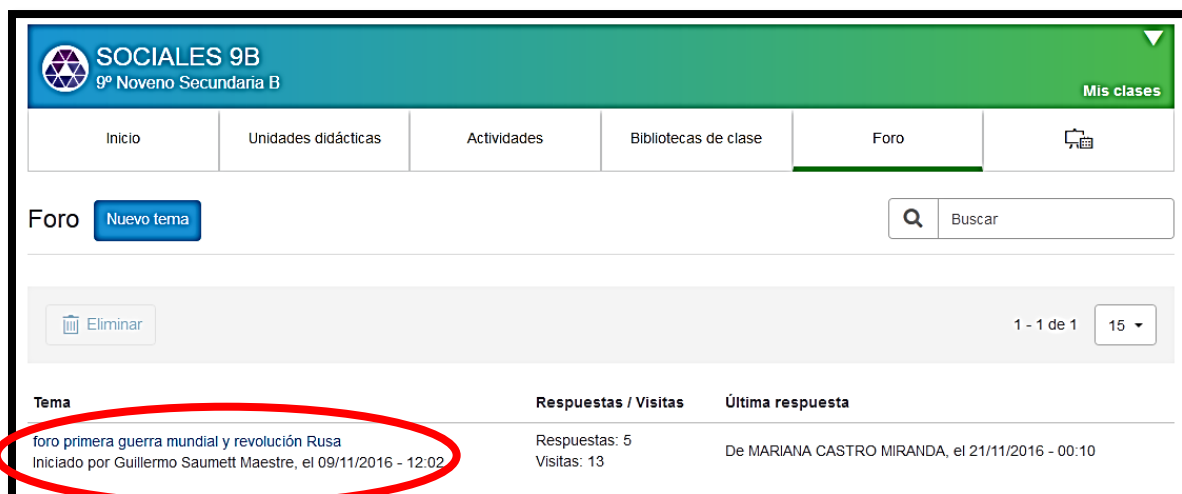 SOCIALES 9B
9º Noveno Secundaria B
Mis clases
Inicio
Unidades didácticas
Actividades
Bibliotecas de clase
Foro
Foro
Nuevo tema
Buscar
Eliminar
1 - 1 de 1
15
Tema
Respuestas / Visitas
Última respuesta
foro primera guerra mundial y revolución Rusa
Iniciado por Guillermo Saumett Maestre, el 09/11/2016 - 12:02
Respuestas: 5
Visitas: 13
De MARIANA CASTRO MIRANDA, el 21/11/2016 - 00:10